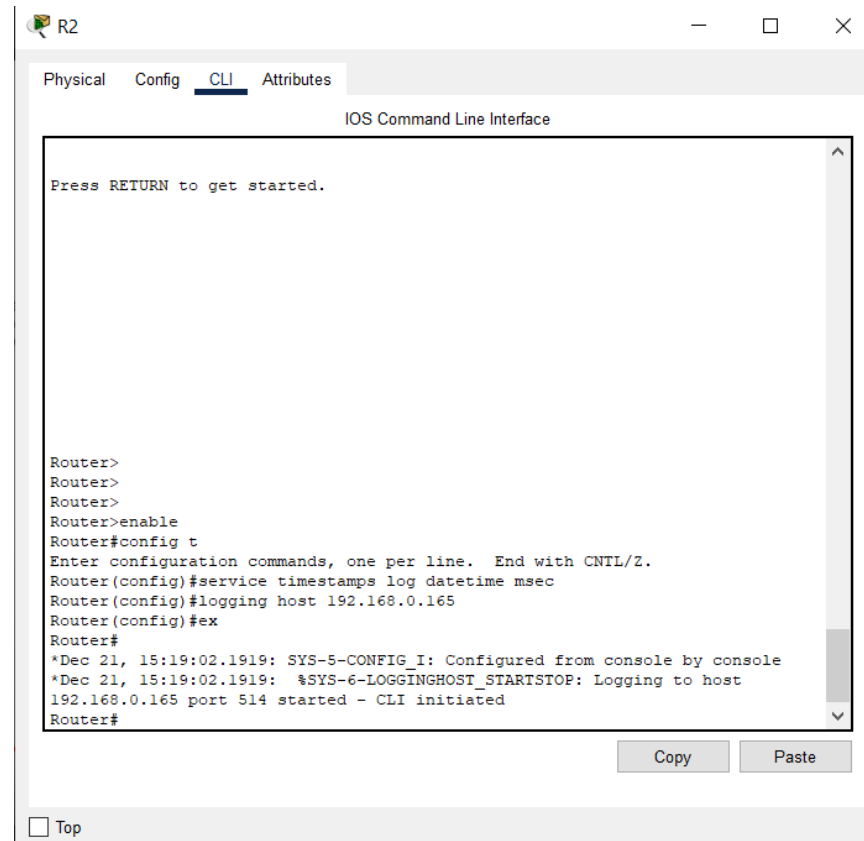 R2
Physical Config CLI Attributes
IOS Command Line Interface
Press RETURN to get started.
Router>
Router>
Router>
Router>enable
Router#config t
Enter configuration commands, one per line.  End with CNTL/Z.
Router(config)#service timestamps log datetime msec
Router(config)#logging host 192.168.0.165
Router(config)#ex
Router#
*Dec 21, 15:19:02.1919: SYS-5-CONFIG_I: Configured from console by console
*Dec 21, 15:19:02.1919:  %SYS-6-LOGGINGHOST_STARTSTOP: Logging to host
192.168.0.165 port 514 started - CLI initiated
Router#
Copy Paste
Top